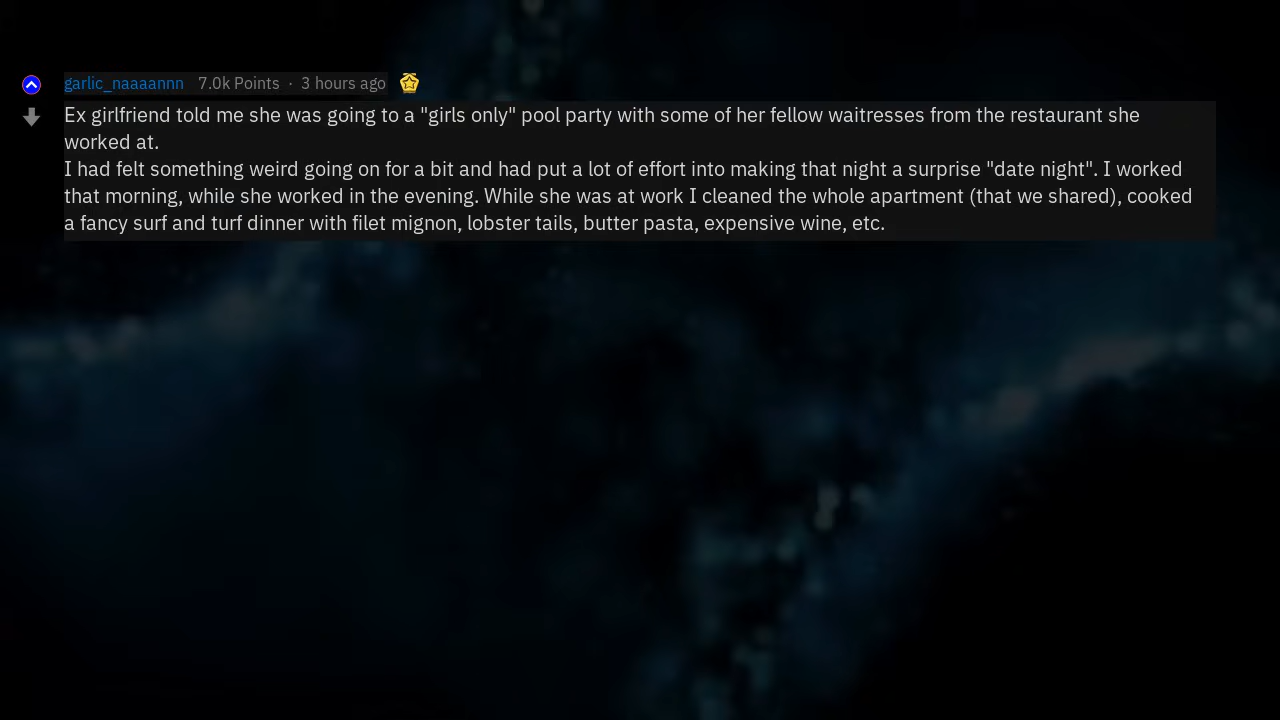 garlic_naaaannn 7.0k Points · 3 hours ago
Ex girlfriend told me she was going to a "girls only" pool party with some of her fellow waitresses from the restaurant she
worked at.
I had felt something weird going on for a bit and had put a lot of effort into making that night a surprise "date night". I worked
that morning, while she worked in the evening. While she was at work I cleaned the whole apartment (that we shared), cooked
a fancy surf and turf dinner with filet mignon, lobster tails, butter pasta, expensive wine, etc.